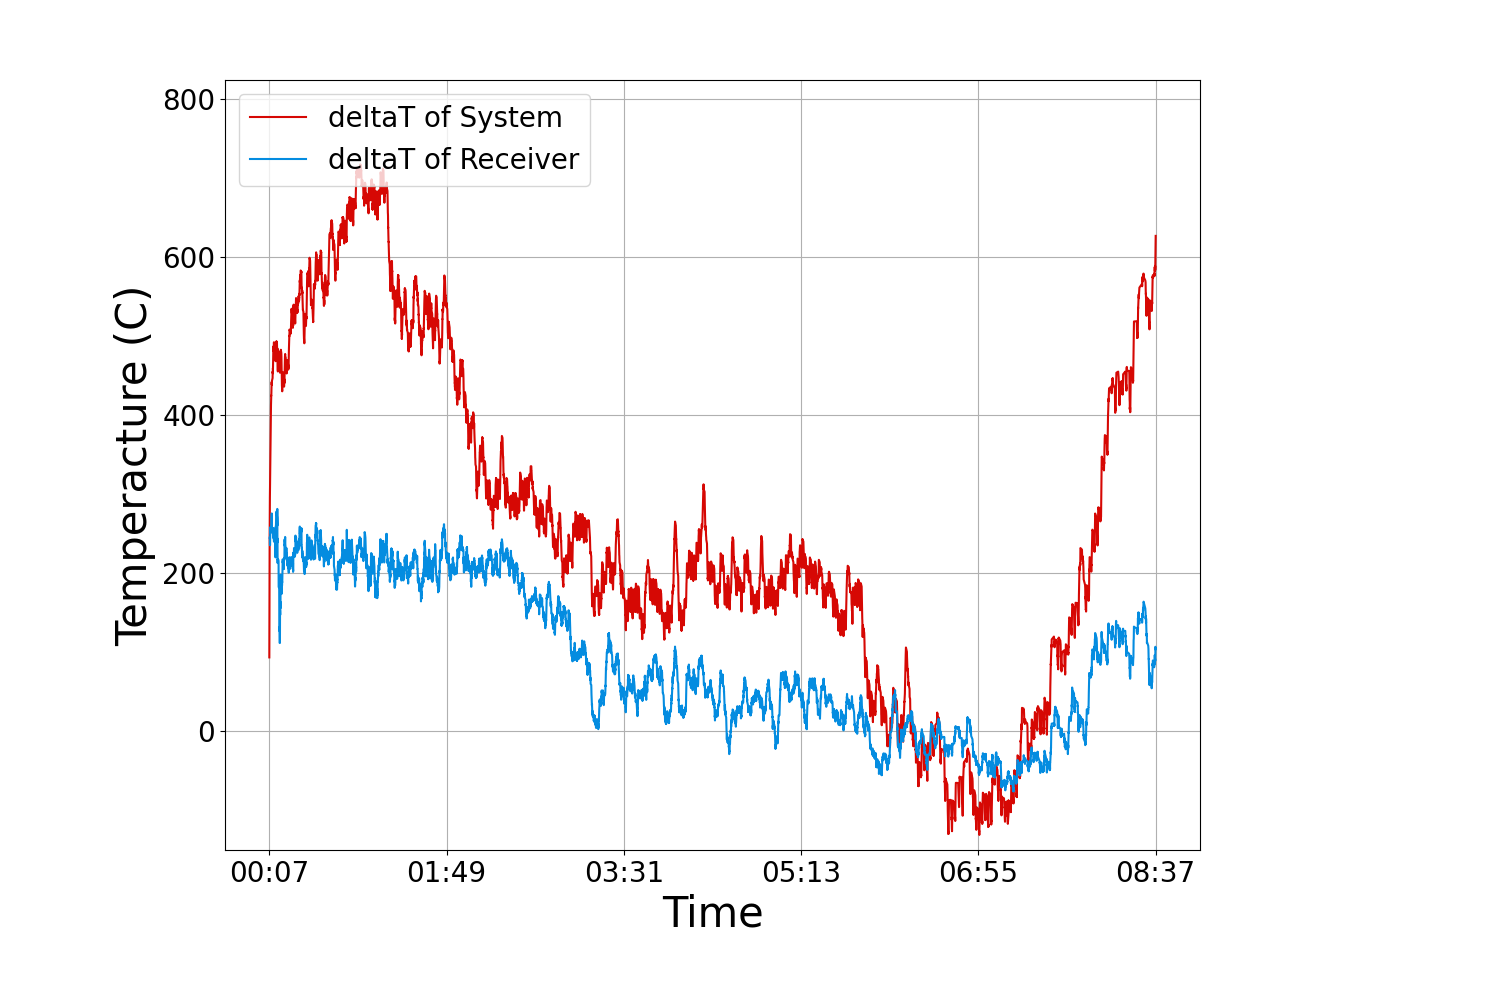 800
deltaT of System
deltaT of Receiver
600
400
200
0
Temperacture (C)
00:07 01:49 03:31 05:13 06:55 08:37
Time